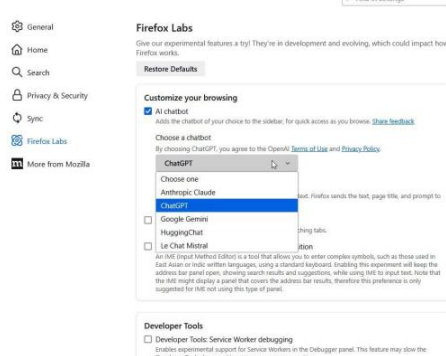 Find in Settings
General
Home
Search
Privacy & Security
Sync
Firefox Labs
More from Mozilla
Firefox Labs
Give our experimental features a try! They're in development and evolving, which could impact how
Firefox works.
Restore Defaults
Customize your browsing
AI chatbot
Adds the chatbot of your choice to the sidebar, for quick access as you browse. Share feedback
Choose a chatbot
By choosing ChatGPT, you agree to the OpenAI Terms of Use and Privacy Policy.
ChatGPT
Choose one
Anthropic Claude
ChatGPT
Google Gemini
HuggingChat
Le Chat Mistral
text. Firefox sends the text, page title, and prompt to
ching tabs.
tion
An IME (Input Method Editor) is a tool that allows you to enter complex symbols, such as those used in
East Asian or Indic written languages, using a standard keyboard. Enabling this experiment will keep the
address bar panel open, showing search results and suggestions, while using IME to input text. Note that
the IME might display a panel that covers the address bar results, therefore this preference is only
suggested for IME not using this type of panel.
Developer Tools
Developer Tools: Service Worker debugging
Enables experimental support for Service Workers in the Debugger panel. This feature may slow the